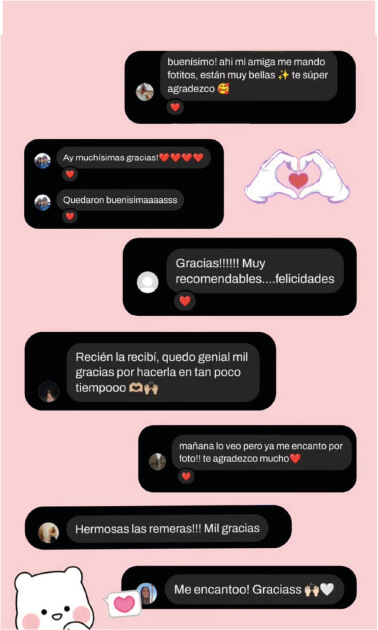 buenísimo! ahi mi amiga me mando
fotitos, están muy bellas ✨ te súper
agradezco 🥰
Ay muchísimas gracias!❤️❤️❤️❤️
Quedaron buenisimaaaasss
Gracias!!!!!! Muy
recomendables....felicidades
Recién la recibí, quedo genial mil
gracias por hacerla en tan poco
tiempooo 🫶🏼🙌🏼
mañana lo veo pero ya me encanto por
foto!! te agradezco mucho❤️
Hermosas las remeras!!! Mil gracias
Me encantoo! Graciass 🙌🏻🤍